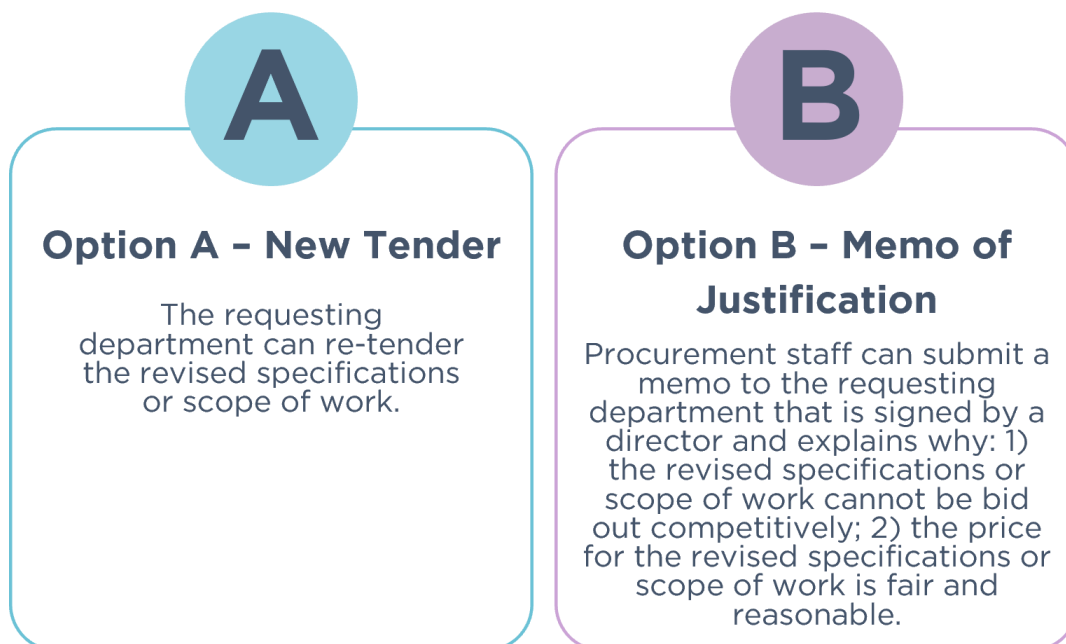 A
Option A – New Tender
The requesting
department can re-tender
the revised specifications
or scope of work.
B
Option B – Memo of
Justification
Procurement staff can submit a
memo to the requesting
department that is signed by a
director and explains why: 1)
the revised specifications or
scope of work cannot be bid
out competitively; 2) the price
for the revised specifications or
scope of work is fair and
reasonable.